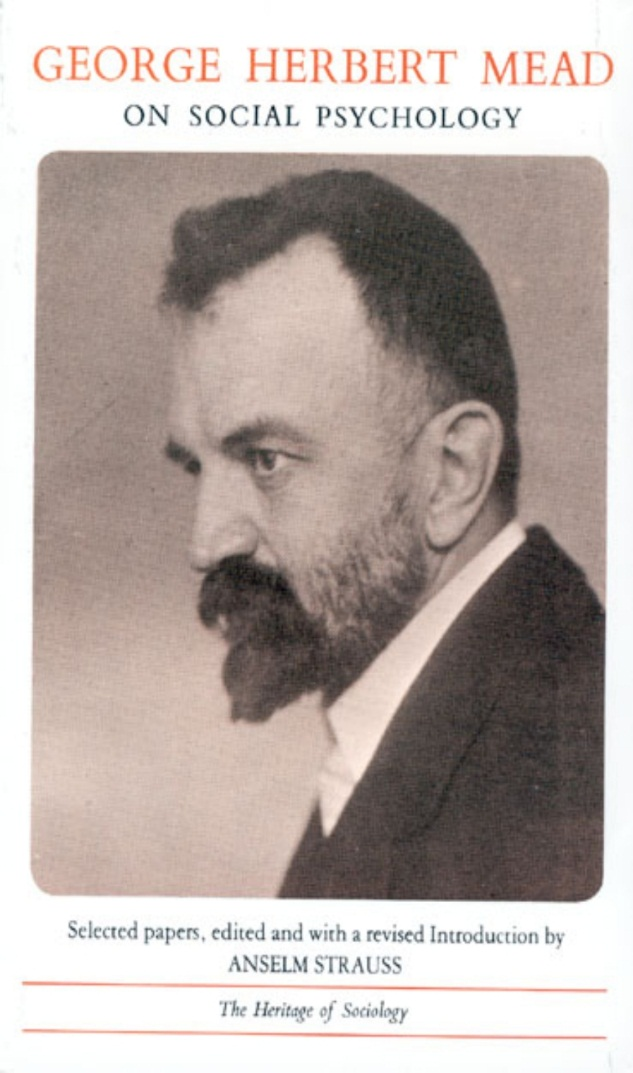 GEORGE HERBERT MEAD
ON SOCIAL PSYCHOLOGY
Selected papers, edited and with a revised Introduction by
ANSELM STRAUSS
The Heritage of Sociology